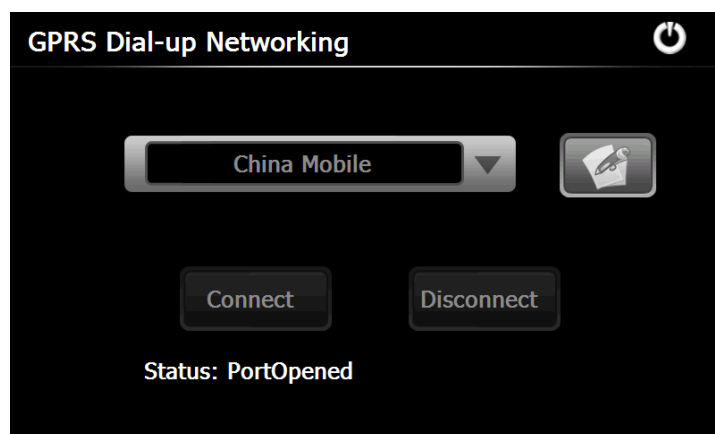 GPRS Dial-up Networking
China Mobile
Connect Disconnect
Status: PortOpened